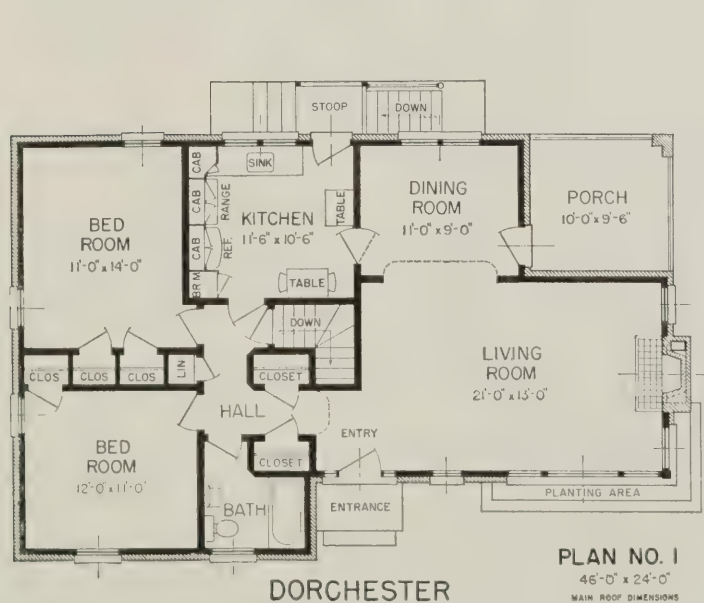 STOOP
DOWN
CAB
SINK
CAB
RANGE
CAB
REF.
BR M
KITCHEN
11'-6" x 10'-6"
TABLE
TABLE
DINING
ROOM
11'-0" x 9'-0"
PORCH
10'-0" x 9'-6"
BED
ROOM
11'-0" x 14'-0"
DOWN
LIVING
ROOM
21'-0" x 13'-0"
CLOS
CLOS
CLOS
LIN
CLOSET
HALL
ENTRY
BED
ROOM
12'-0" x 11'-0"
CLOSET
BATH
ENTRANCE
PLANTING AREA
PLAN NO. 1
46'-0" x 24'-0"
MAIN ROOF DIMENSIONS
DORCHESTER